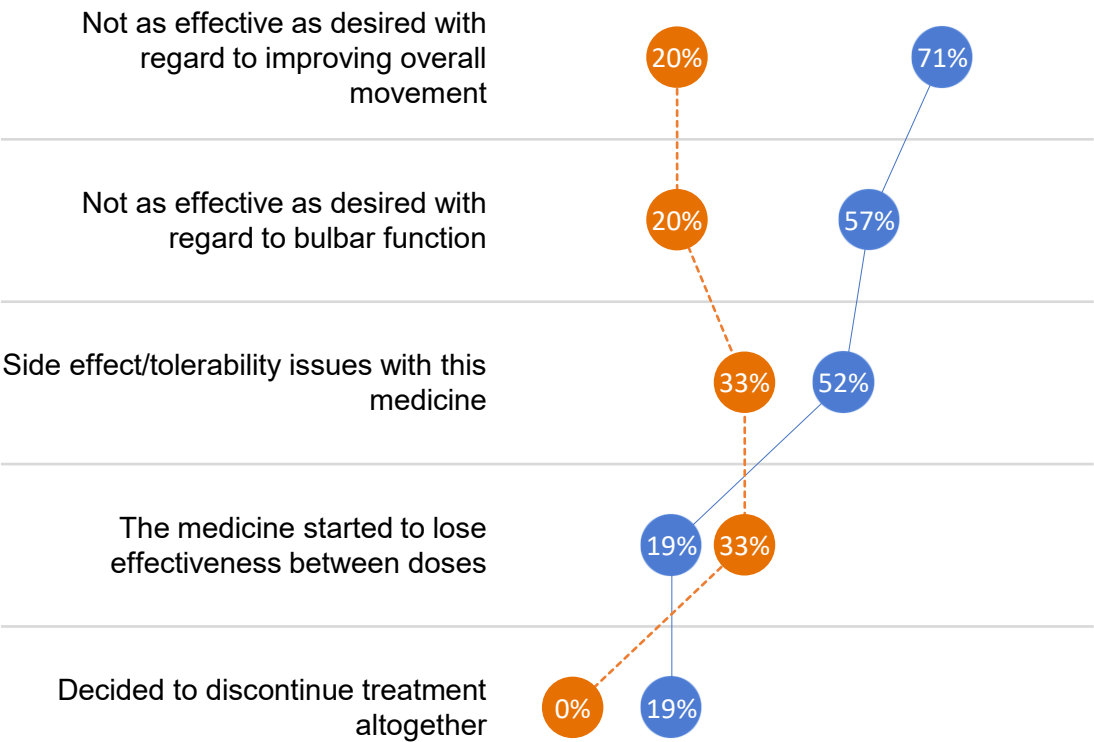 Not as effective as desired with
regard to improving overall
movement
20%
71%
Not as effective as desired with
regard to bulbar function
20%
57%
Side effect/tolerability issues with this
medicine
33%
52%
The medicine started to lose
effectiveness between doses
19%
33%
Decided to discontinue treatment
altogether
0%
19%